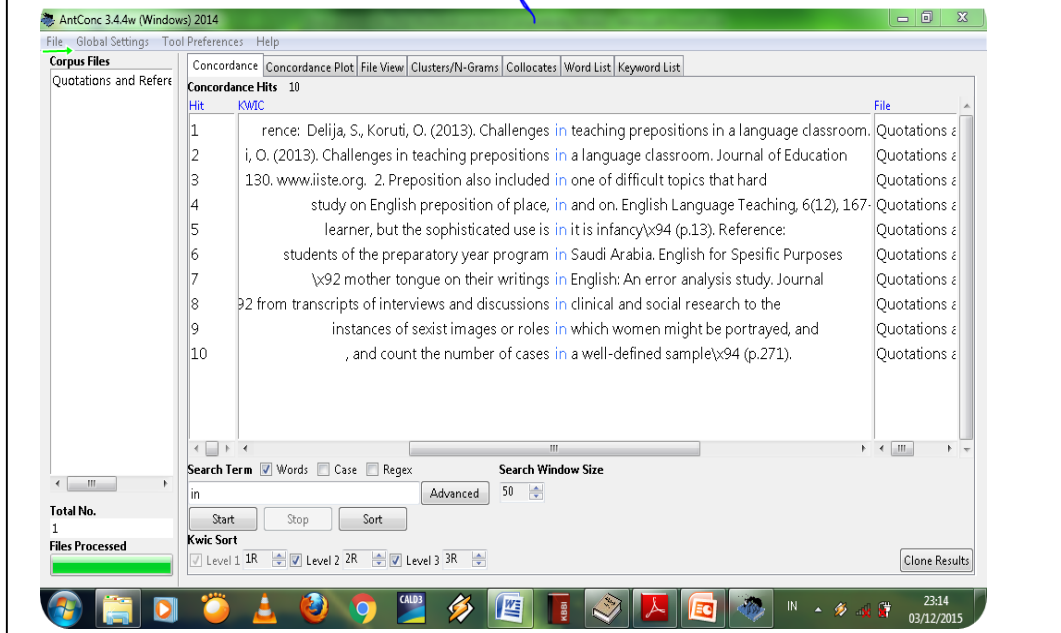 AntConc 3.4.4w (Windows) 2014
File Global Settings Tool Preferences Help
Corpus Files
Quotations and Refere
Concordance Concordance Plot File View Clusters/N-Grams Collocates Word List Keyword List
Concordance Hits 10
Hit KWIC File
1 rence: Delija, S., Koruti, O. (2013). Challenges in teaching prepositions in a language classroom. Quotations a
2 i, O. (2013). Challenges in teaching prepositions in a language classroom. Journal of Education Quotations a
3 130. www.iiste.org. 2. Preposition also included in one of difficult topics that hard Quotations a
4 study on English preposition of place, in and on. English Language Teaching, 6(12), 167- Quotations a
5 learner, but the sophisticated use is in it is infancy\x94 (p.13). Reference: Quotations a
6 students of the preparatory year program in Saudi Arabia. English for Spesific Purposes Quotations a
7 \x92 mother tongue on their writings in English: An error analysis study. Journal Quotations a
8 92 from transcripts of interviews and discussions in clinical and social research to the Quotations a
9 instances of sexist images or roles in which women might be portrayed, and Quotations a
10 , and count the number of cases in a well-defined sample\x94 (p.271). Quotations a
Search Term Words Case Regex Search Window Size
in Advanced 50
Total No.
1
Start Stop Sort
Files Processed
Kwic Sort
Level 1 1R Level 2 2R Level 3 3R
Clone Results
CALD3
KBBI
IN
23:14
03/12/2015